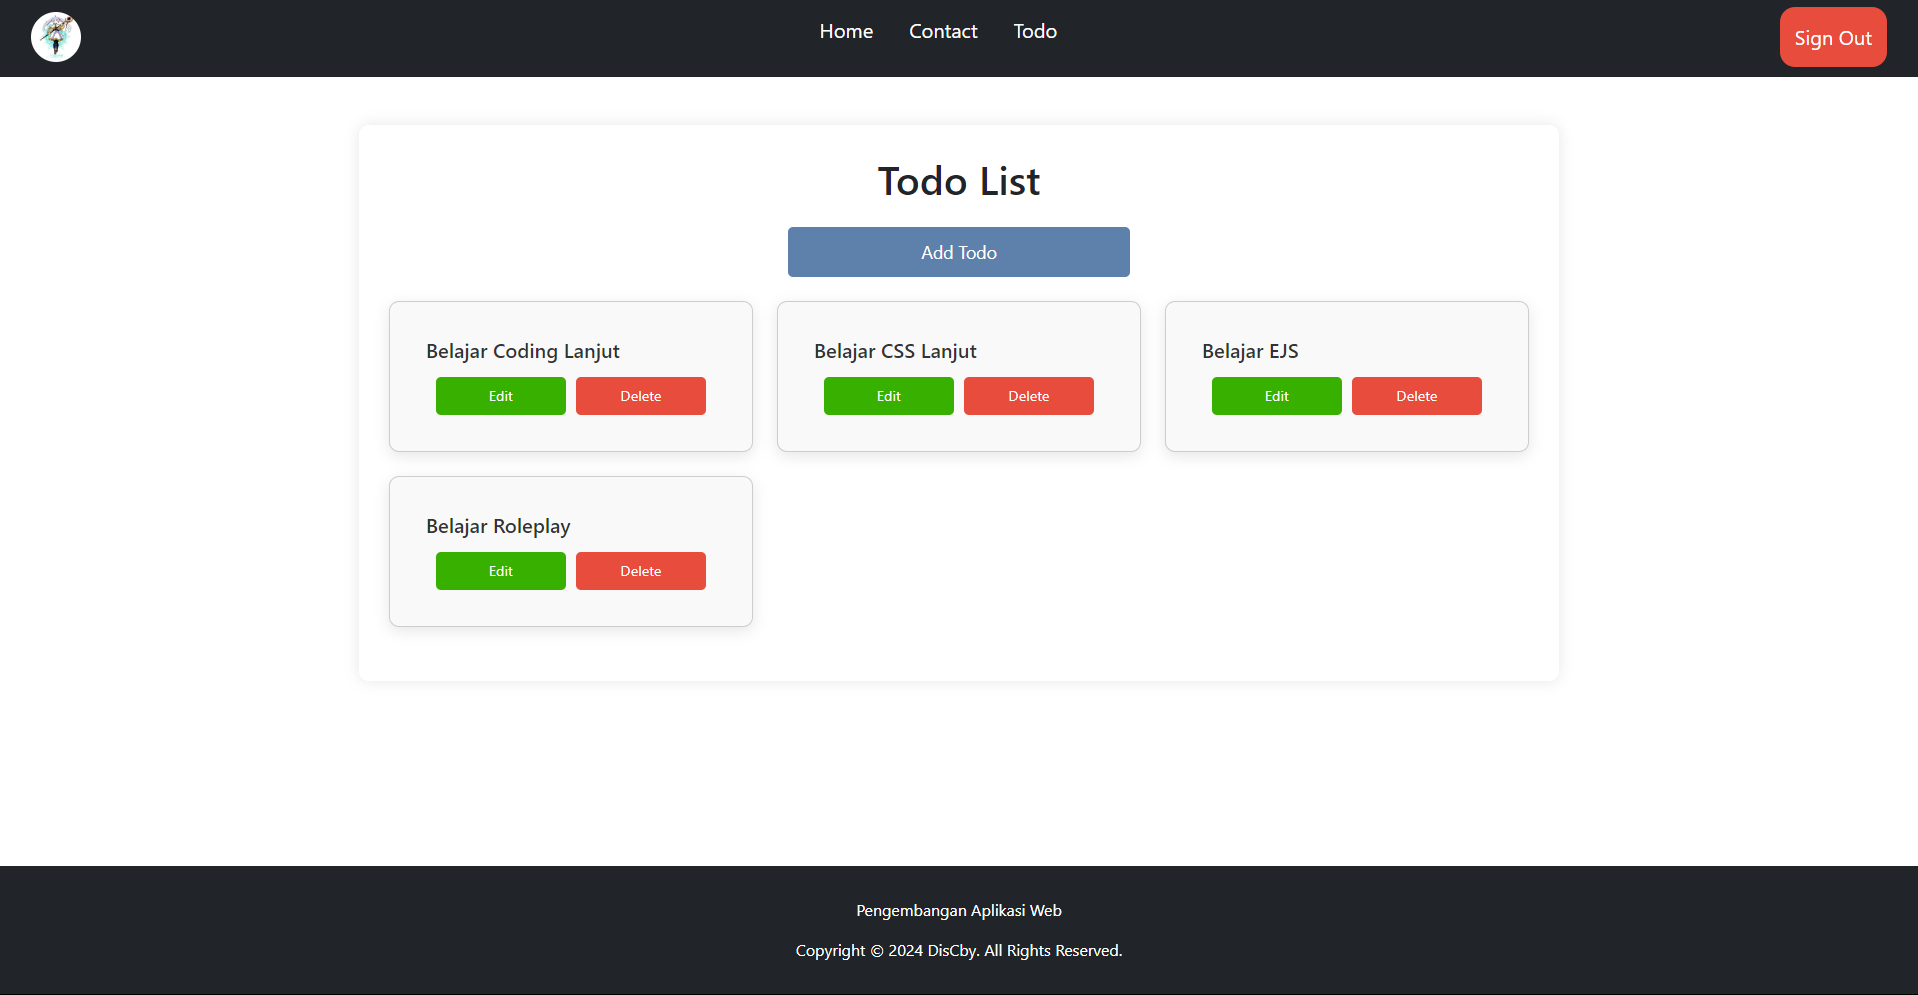 Home Contact Todo Sign Out
Todo List
Add Todo
Belajar Coding Lanjut
Edit Delete
Belajar CSS Lanjut
Edit Delete
Belajar EJS
Edit Delete
Belajar Roleplay
Edit Delete
Pengembangan Aplikasi Web
Copyright © 2024 DisCby. All Rights Reserved.